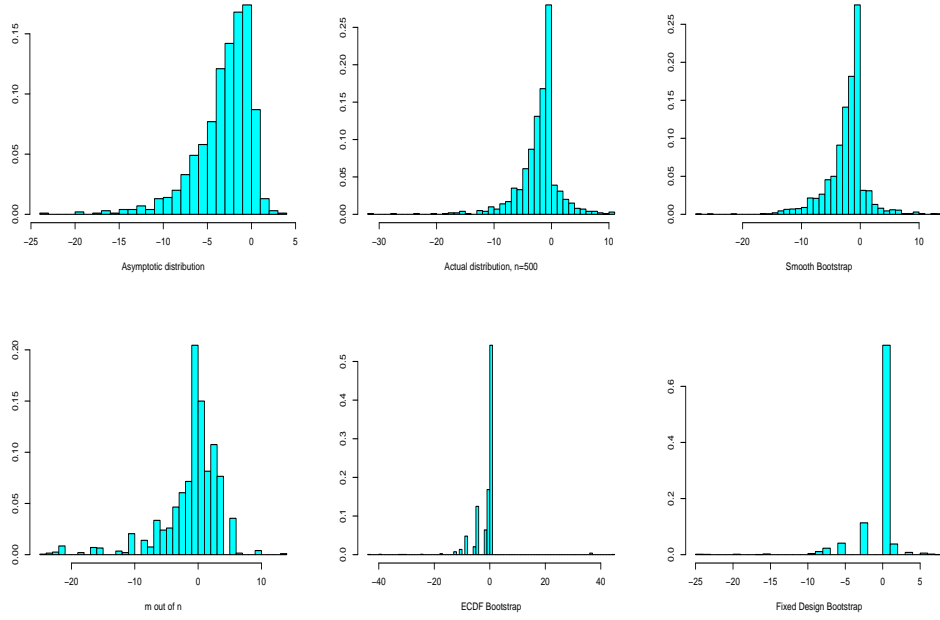 0.00 0.05 0.10 0.15
−25 −20 −15 −10 −5 0 5
Asymptotic distribution
0.00 0.05 0.10 0.15 0.20 0.25
−30 −20 −10 0 10
Actual distribution, n=500
0.00 0.05 0.10 0.15 0.20 0.25
−20 −10 0 10
Smooth Bootstrap
0.00 0.05 0.10 0.15 0.20
−20 −10 0 10
m out of n
0.0 0.1 0.2 0.3 0.4 0.5
−40 −20 0 20 40
ECDF Bootstrap
0.0 0.2 0.4 0.6
−25 −20 −15 −10 −5 0 5
Fixed Design Bootstrap